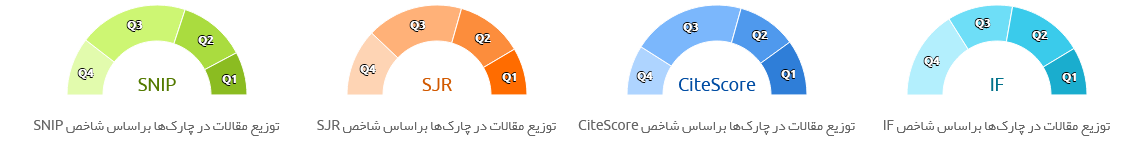 Q3
Q2
Q4
Q1
SNIP
توزیع مقالات در چارک‌ها براساس شاخص SNIP
Q3
Q2
Q4
Q1
SJR
توزیع مقالات در چارک‌ها براساس شاخص SJR
Q3
Q2
Q4
Q1
CiteScore
توزیع مقالات در چارک‌ها براساس شاخص CiteScore
Q3
Q2
Q4
Q1
IF
توزیع مقالات در چارک‌ها براساس شاخص IF